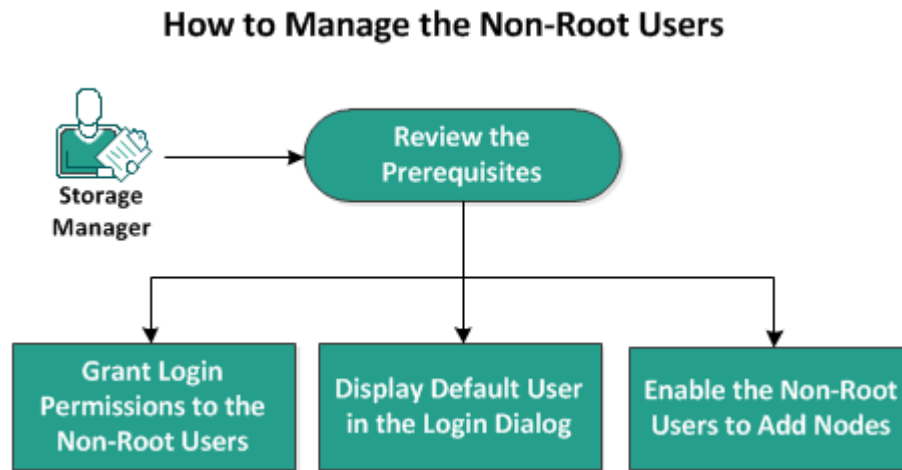 How to Manage the Non-Root Users
Review the
Prerequisites
Storage
Manager
Grant Login
Permissions to the
Non-Root Users
Display Default User
in the Login Dialog
Enable the Non-Root
Users to Add Nodes